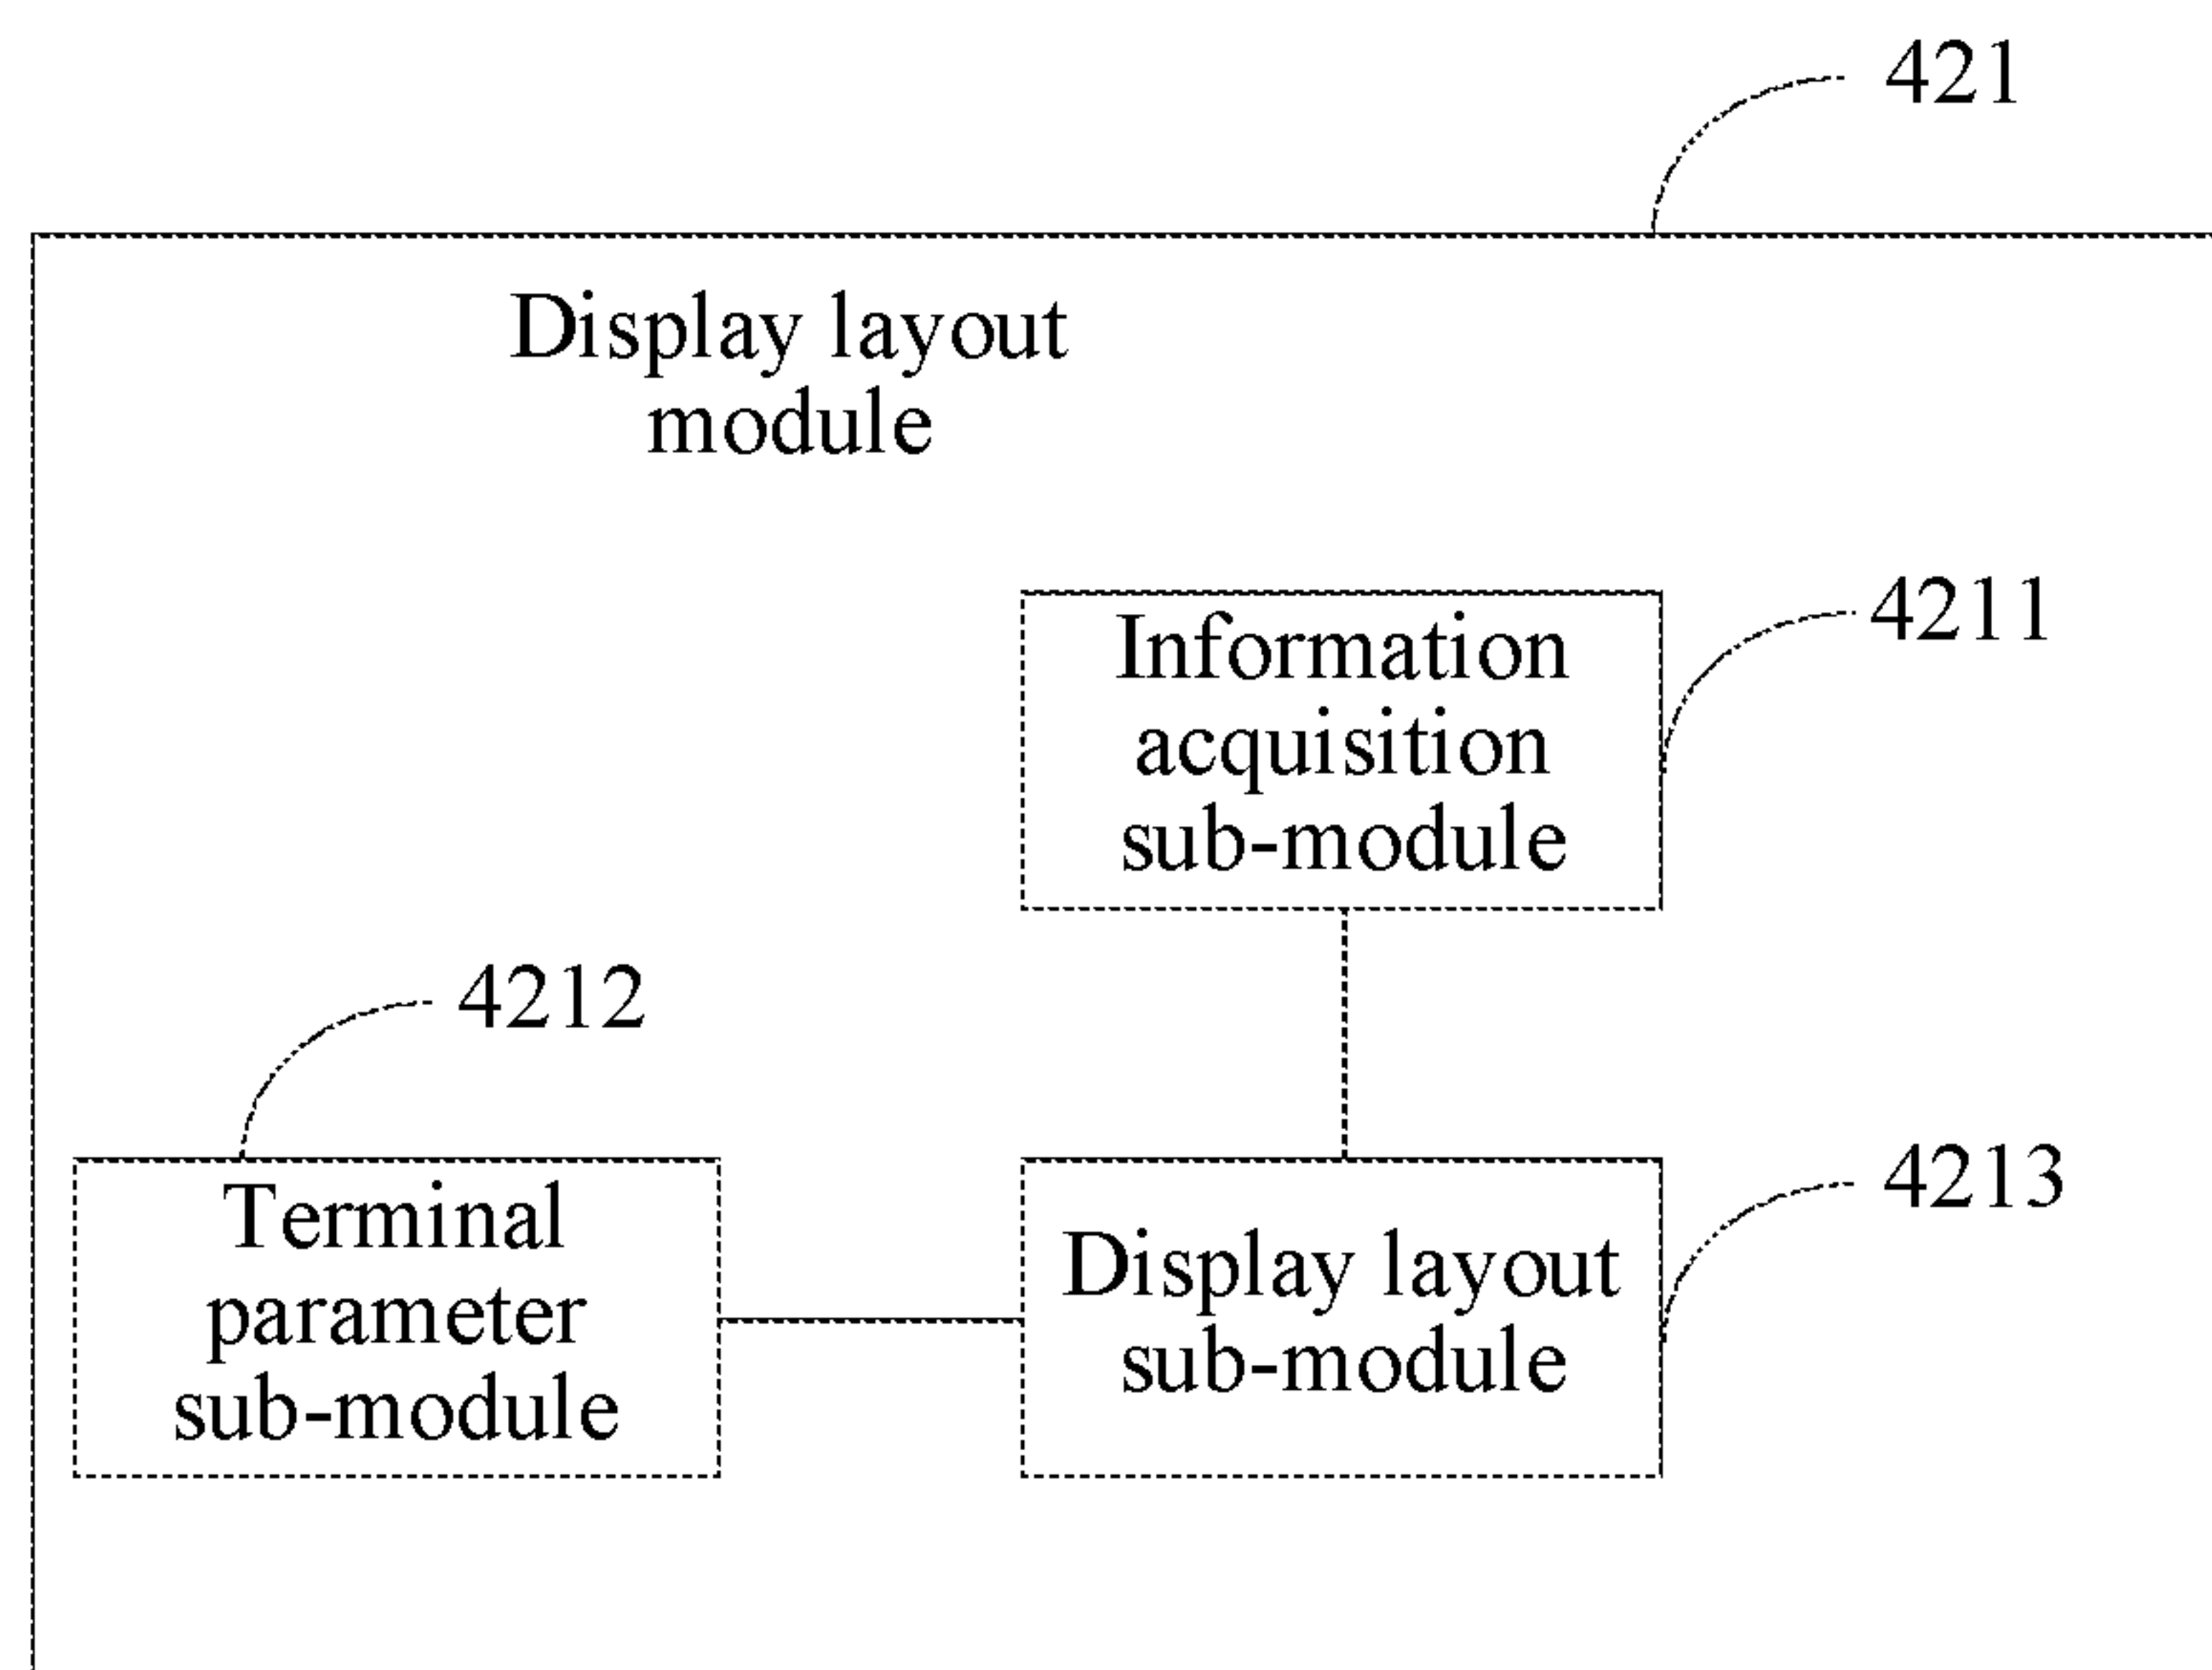 421
Display layout
module
Information
acquisition
sub-module
4211
4212
Terminal
parameter
sub-module
Display layout
sub-module
4213